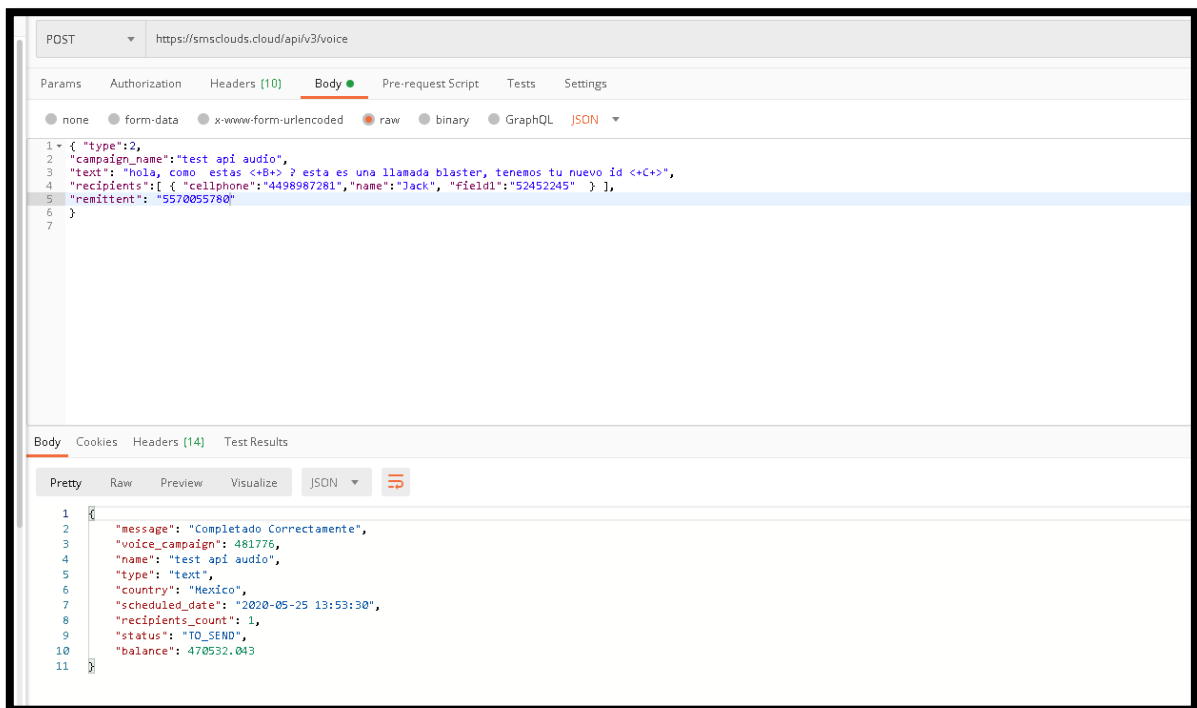 POST https://smsclouds.cloud/api/v3/voice
Params Authorization Headers (10) Body Pre-request Script Tests Settings
none form-data x-www-form-urlencoded raw binary GraphQL JSON
1 { "type":2,
2 "campaign_name":"test api audio",
3 "text": "hola, como  estas <+B+> ? esta es una llamada blaster, tenemos tu nuevo id <+C+>",
4 "recipients":[ { "cellphone":"4498987281","name":"Jack", "field1":"52452245"  } ],
5 "remittent": "5570055780"
6 }
7
Body Cookies Headers (14) Test Results
Pretty Raw Preview Visualize JSON
1 {
2 "message": "Completado Correctamente",
3 "voice_campaign": 481776,
4 "name": "test api audio",
5 "type": "text",
6 "country": "Mexico",
7 "scheduled_date": "2020-05-25 13:53:30",
8 "recipients_count": 1,
9 "status": "TO_SEND",
10 "balance": 470532.043
11 }